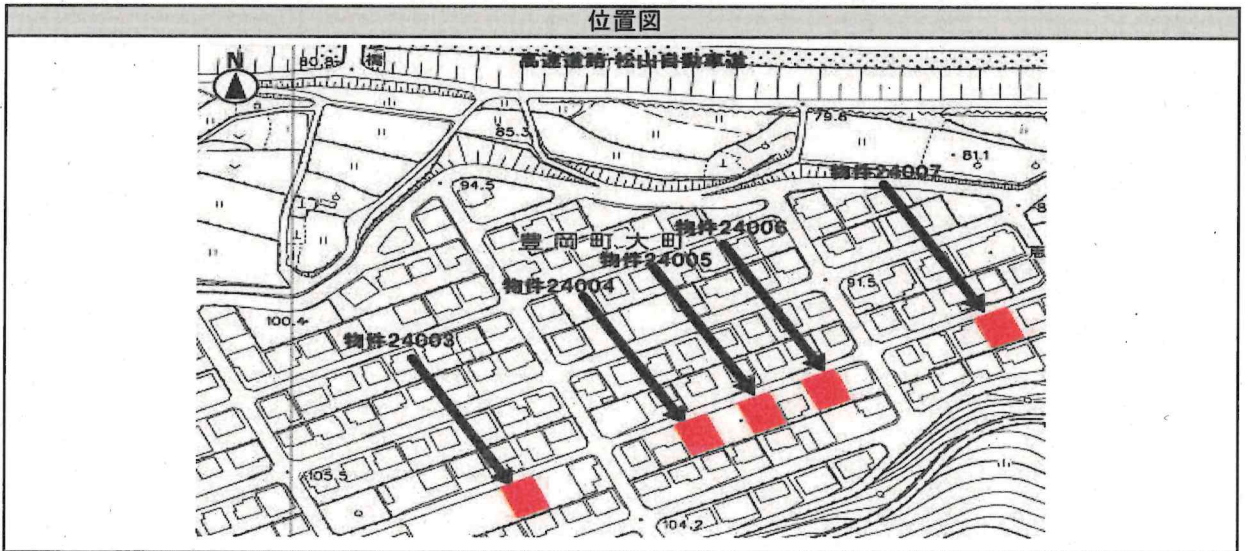 位置図
N
80.8
橋
高速道路 松山自動車道
85.3
79.8
81.1
物件24007
94.5
物件24006
豊岡町大町
物件24005
物件24004
91.5
100.4
物件24003
105.5
104.2